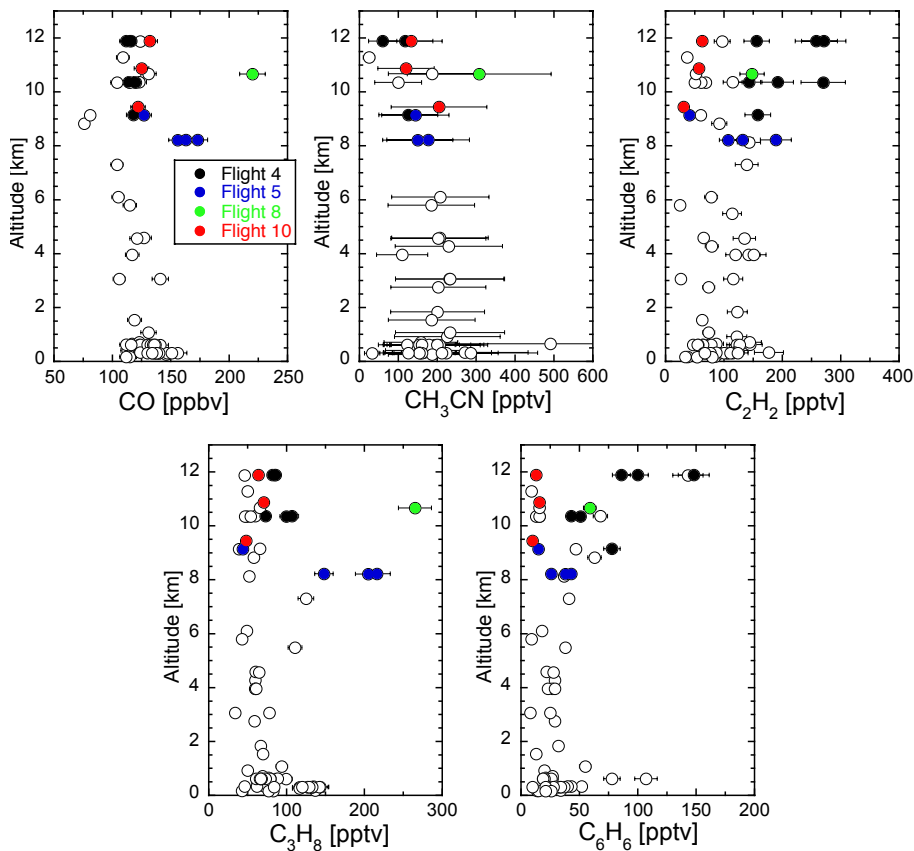 12
10
8
6
4
2
0
Altitude [km]
50 100 150 200 250
CO [ppbv]
Flight 4
Flight 5
Flight 8
Flight 10
12
10
8
6
4
2
0
Altitude [km]
0 100 200 300 400 500 600
CH₃CN [pptv]
12
10
8
6
4
2
0
Altitude [km]
0 100 200 300 400
C₂H₂ [pptv]
12
10
8
6
4
2
0
Altitude [km]
0 100 200 300
C₃H₈ [pptv]
12
10
8
6
4
2
0
Altitude [km]
0 50 100 150 200
C₆H₆ [pptv]